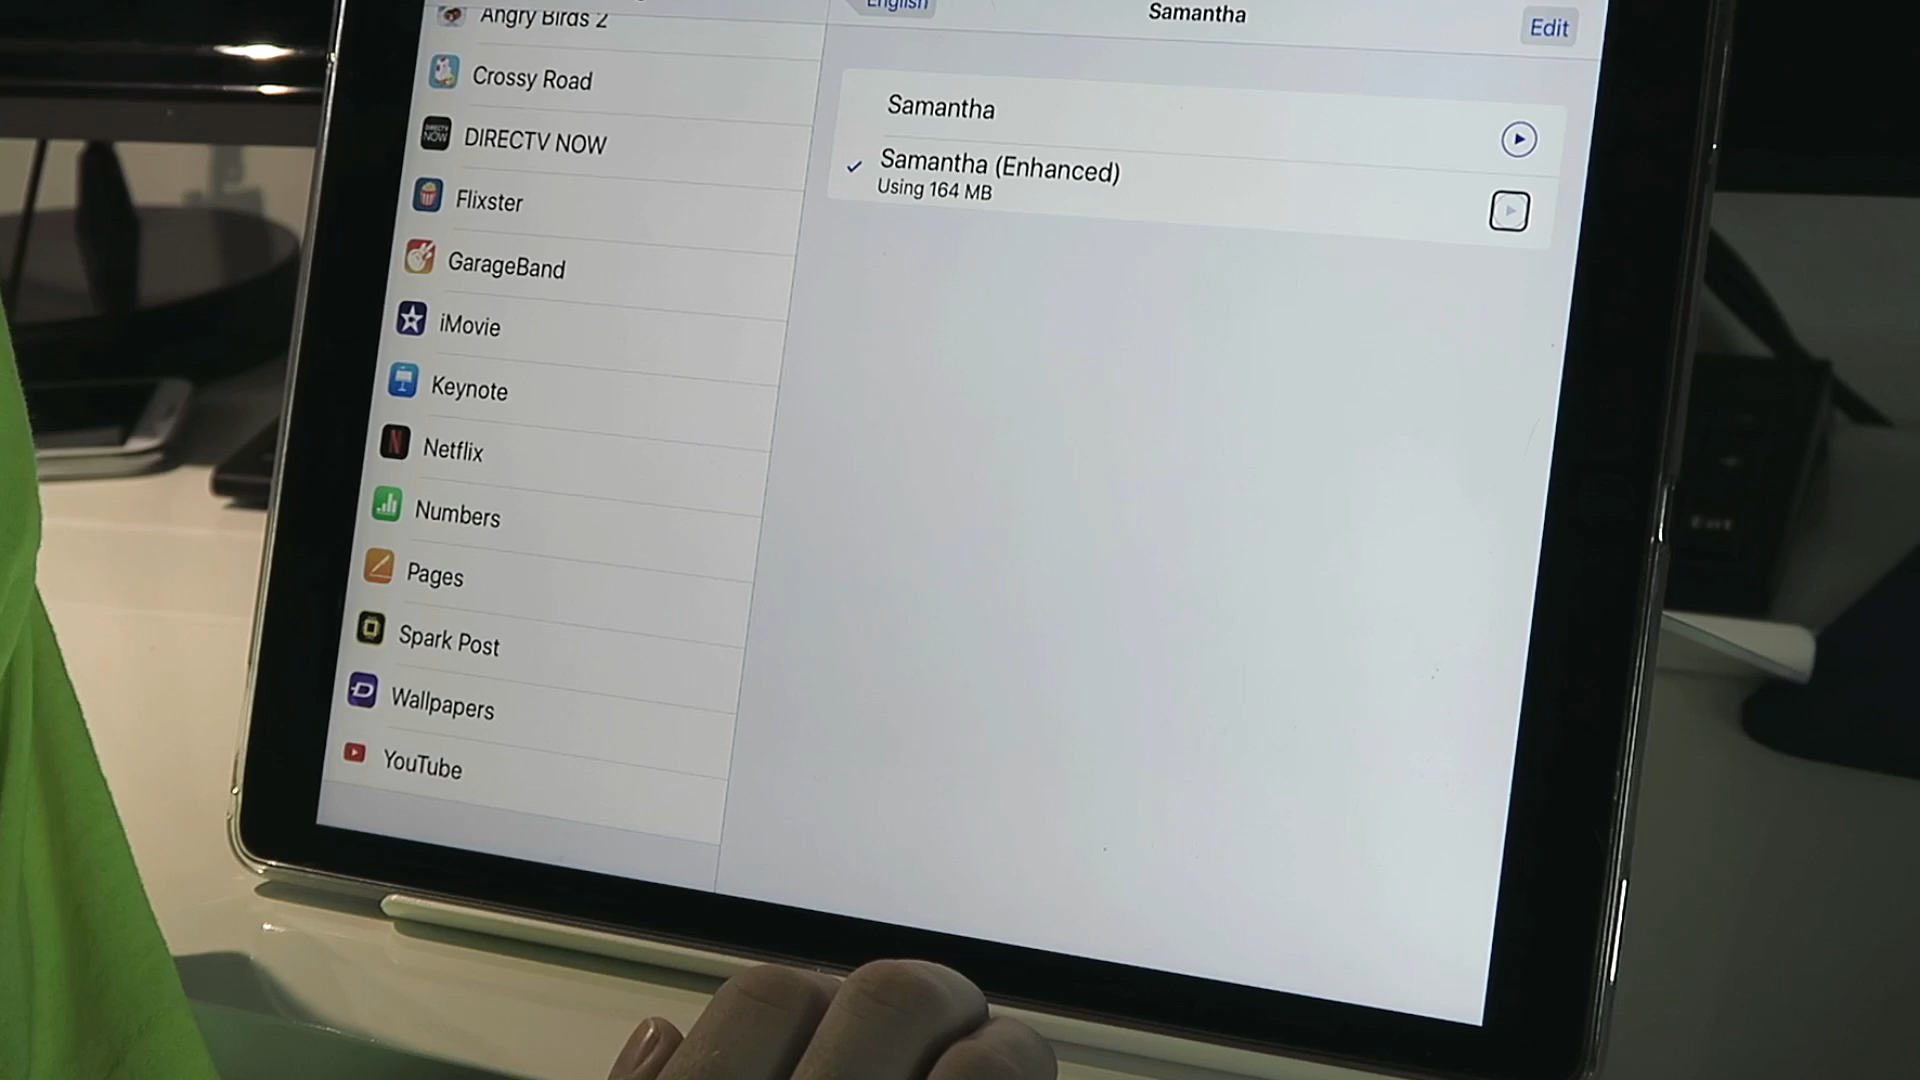 Angry Birds 2
Crossy Road
DIRECTV NOW
Flixster
GarageBand
iMovie
Keynote
Netflix
Numbers
Pages
Spark Post
Wallpapers
YouTube
English
Samantha
Edit
Samantha
Samantha (Enhanced)
Using 164 MB